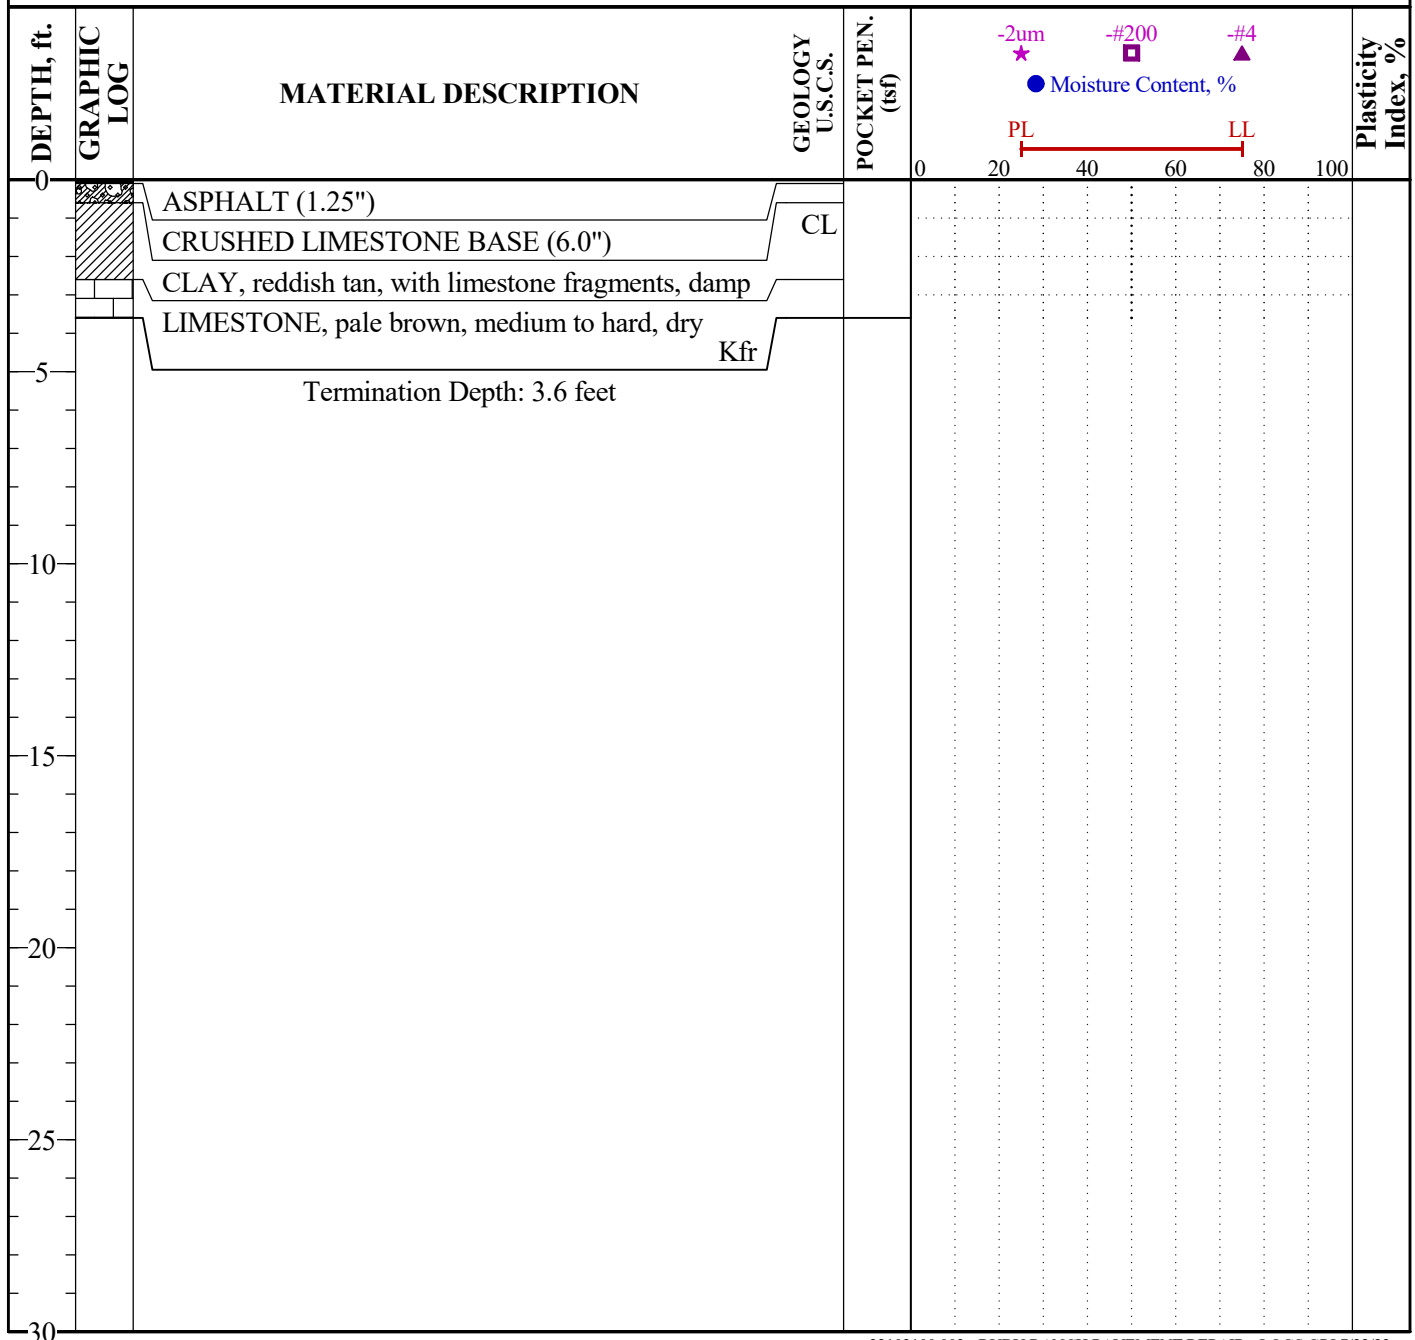 DEPTH, ft.
GRAPHIC
LOG
MATERIAL DESCRIPTION
GEOLOGY
U.S.C.S.
POCKET PEN.
(tsf)
-2um -#200 -#4
Moisture Content, %
PL LL
0 20 40 60 80 100
Plasticity
Index, %
0
ASPHALT (1.25")
CL
CRUSHED LIMESTONE BASE (6.0")
CLAY, reddish tan, with limestone fragments, damp
LIMESTONE, pale brown, medium to hard, dry
Kfr
5
Termination Depth: 3.6 feet
10
15
20
25
30